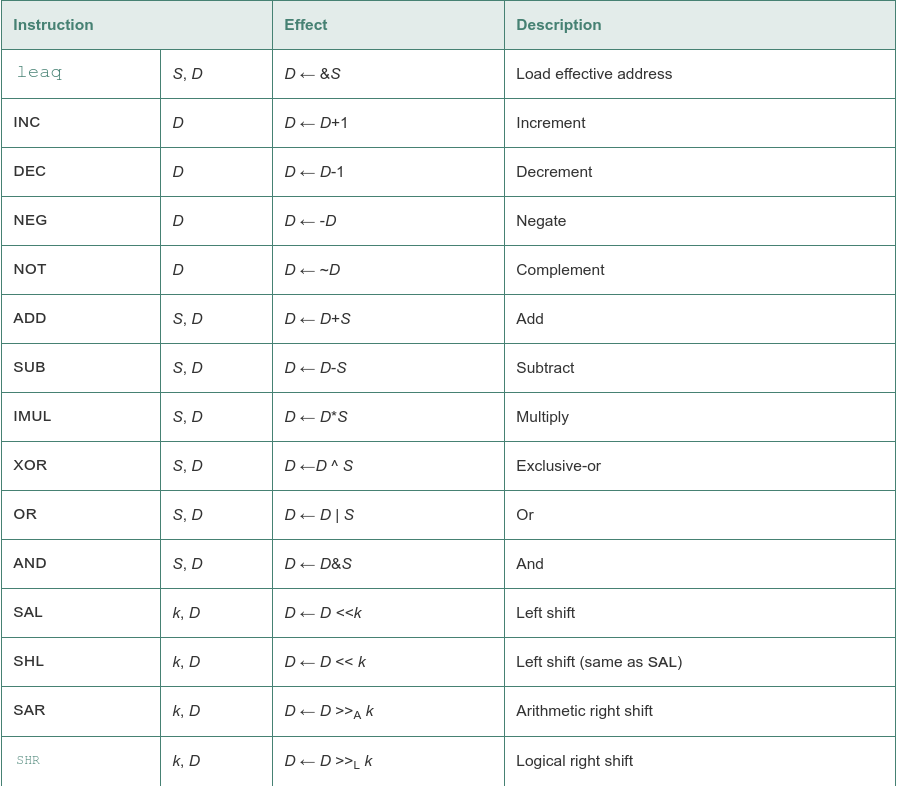 Instruction Effect Description
leaq S, D D ← &S Load effective address
INC D D ← D+1 Increment
DEC D D ← D-1 Decrement
NEG D D ← -D Negate
NOT D D ← ~D Complement
ADD S, D D ← D+S Add
SUB S, D D ← D-S Subtract
IMUL S, D D ← D*S Multiply
XOR S, D D ←D ^ S Exclusive-or
OR S, D D ← D | S Or
AND S, D D ← D&S And
SAL k, D D ← D <<k Left shift
SHL k, D D ← D << k Left shift (same as SAL)
SAR k, D D ← D >>A k Arithmetic right shift
SHR k, D D ← D >>L k Logical right shift